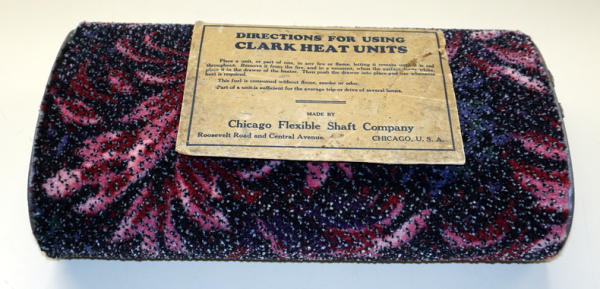 DIRECTIONS FOR USING
CLARK HEAT UNITS
Place a unit, or part of one, in any fire or flame, letting it remain until it is red
throughout. Remove it from the fire, and in a moment, when the surface turns white,
place it in the drawer of the heater. Then push the drawer into place and use whenever
heat is required.
This fuel is consumed without flame, smoke or odor.
Part of a unit is sufficient for the average trip or drive of several hours.
MADE BY
Chicago Flexible Shaft Company
Roosevelt Road and Central Avenue CHICAGO, U. S. A.